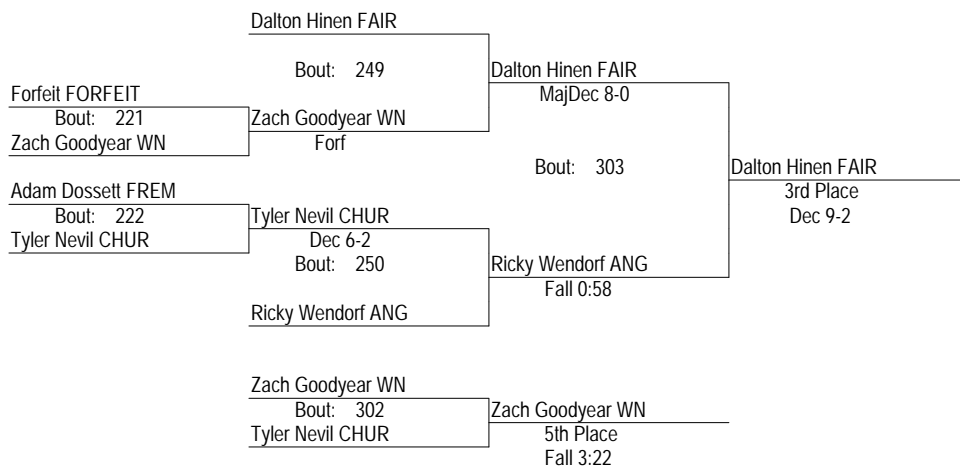 Dalton Hinen FAIR
Bout: 249
Dalton Hinen FAIR
MajDec 8-0
Forfeit FORFEIT
Bout: 221
Zach Goodyear WN
Zach Goodyear WN
Forf
Bout: 303
Dalton Hinen FAIR
3rd Place
Dec 9-2
Adam Dossett FREM
Bout: 222
Tyler Nevil CHUR
Tyler Nevil CHUR
Dec 6-2
Bout: 250
Ricky Wendorf ANG
Fall 0:58
Ricky Wendorf ANG
Zach Goodyear WN
Bout: 302
Tyler Nevil CHUR
Zach Goodyear WN
5th Place
Fall 3:22